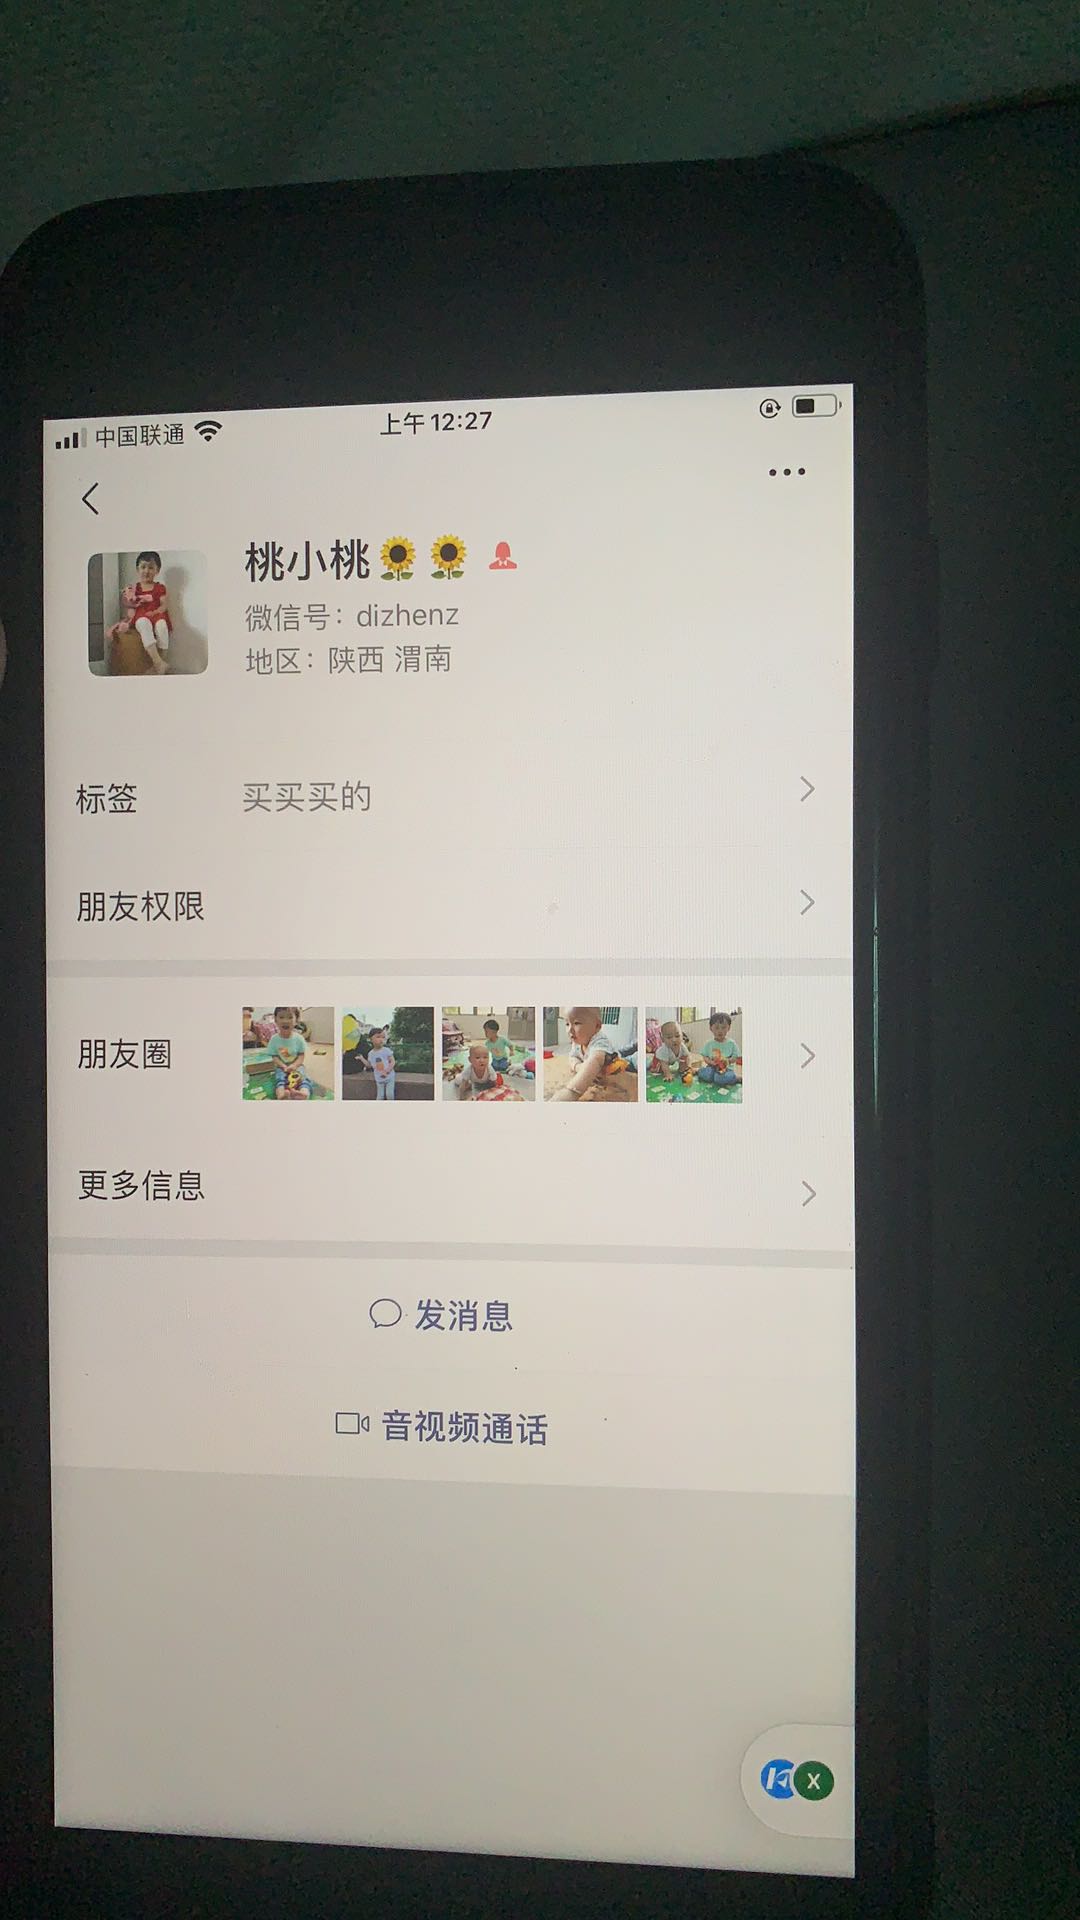 中国联通 上午12:27
桃小桃🌻🌻
微信号：dizhenz
地区：陕西 渭南
标签 买买买的
朋友权限
朋友圈
更多信息
发消息
音视频通话
X